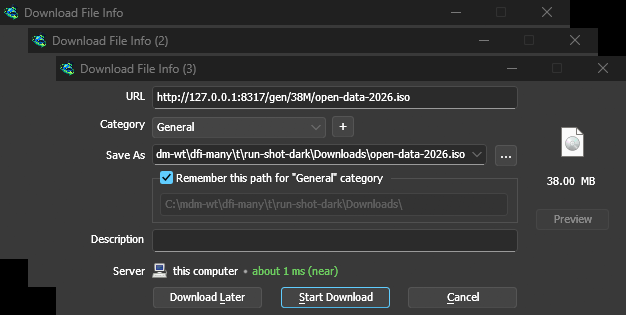 Download File Info
Download File Info (2)
Download File Info (3)
URL http://127.0.0.1:8317/gen/38M/open-data-2026.iso
Category General +
Save As dm-wt\dfi-many\t\run-shot-dark\Downloads\open-data-2026.iso ...
Remember this path for "General" category
C:\mdm-wt\dfi-many\t\run-shot-dark\Downloads\
38.00 MB
Preview
Description
Server this computer • about 1 ms (near)
Download Later Start Download Cancel